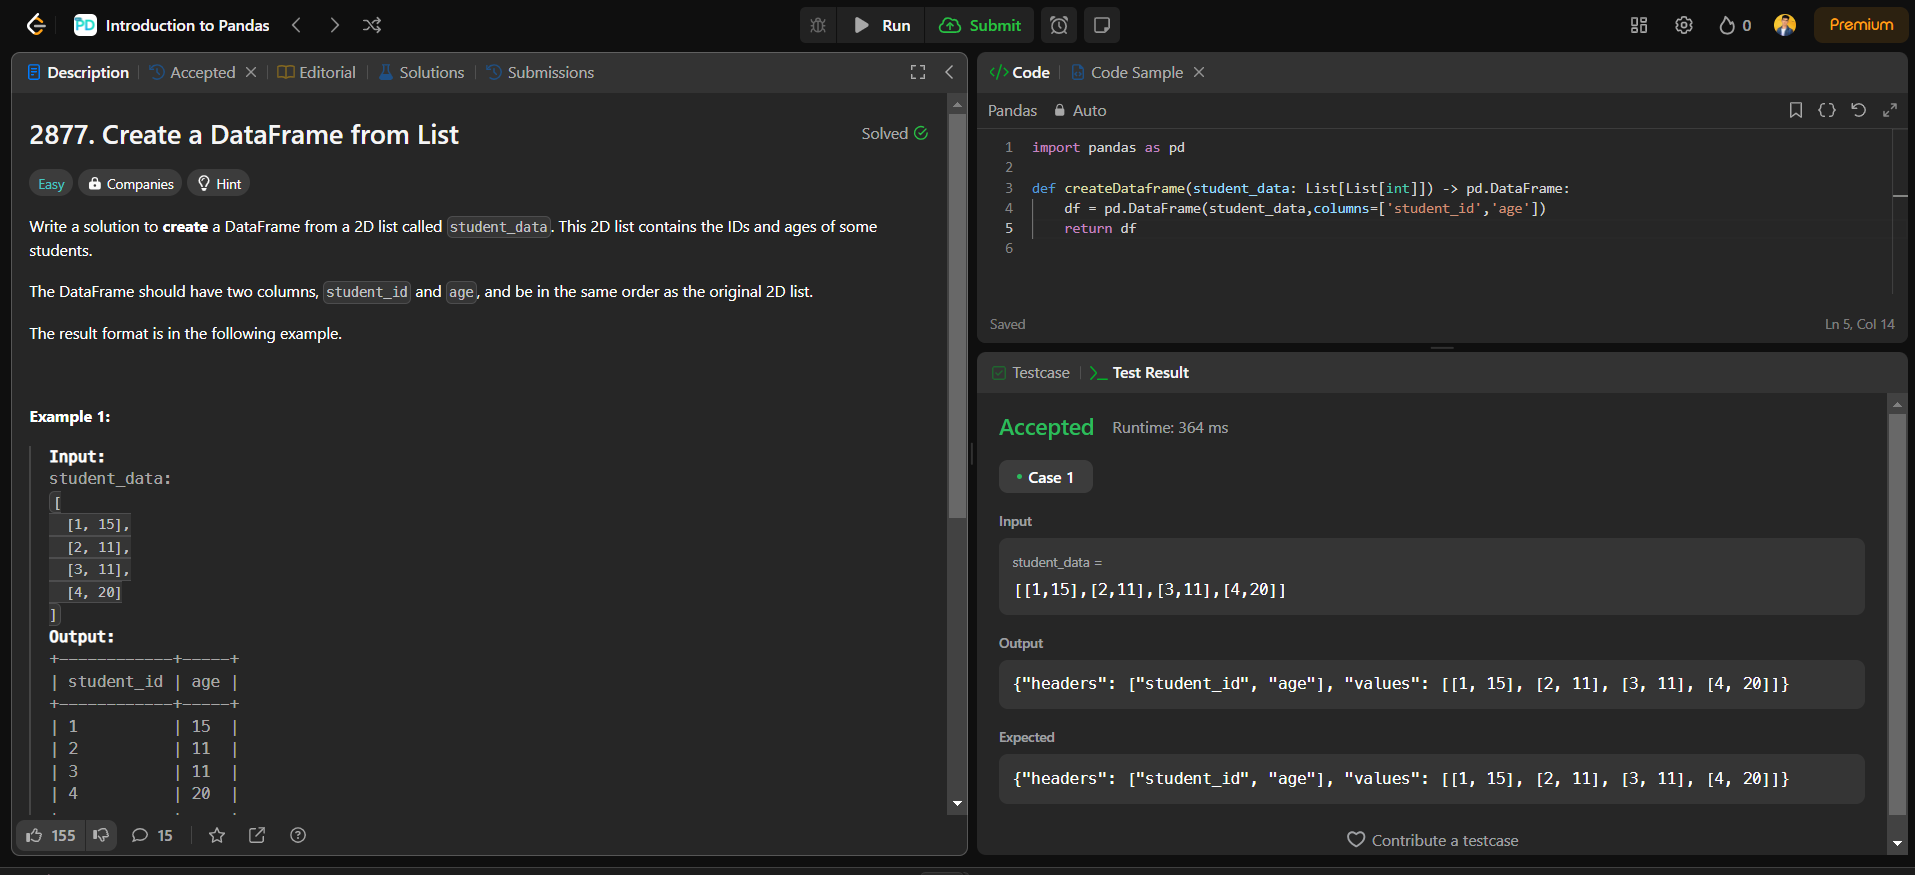 PD Introduction to Pandas
Run
Submit
0
Premium
Description
Accepted
Editorial
Solutions
Submissions
2877. Create a DataFrame from List
Solved
Easy
Companies
Hint
Write a solution to create a DataFrame from a 2D list called student_data. This 2D list contains the IDs and ages of some
students.
The DataFrame should have two columns, student_id and age, and be in the same order as the original 2D list.
The result format is in the following example.
Example 1:
Input:
student_data:
[
[1, 15],
[2, 11],
[3, 11],
[4, 20]
]
Output:
+------------+-----+
| student_id | age |
+------------+-----+
| 1 | 15 |
| 2 | 11 |
| 3 | 11 |
| 4 | 20 |
155
15
</> Code
Code Sample
Pandas
Auto
1 import pandas as pd
2
3 def createDataframe(student_data: List[List[int]]) -> pd.DataFrame:
4 df = pd.DataFrame(student_data,columns=['student_id','age'])
5 return df
6
Saved
Ln 5, Col 14
Testcase
>_ Test Result
Accepted
Runtime: 364 ms
• Case 1
Input
student_data =
[[1,15],[2,11],[3,11],[4,20]]
Output
{"headers": ["student_id", "age"], "values": [[1, 15], [2, 11], [3, 11], [4, 20]]}
Expected
{"headers": ["student_id", "age"], "values": [[1, 15], [2, 11], [3, 11], [4, 20]]}
Contribute a testcase